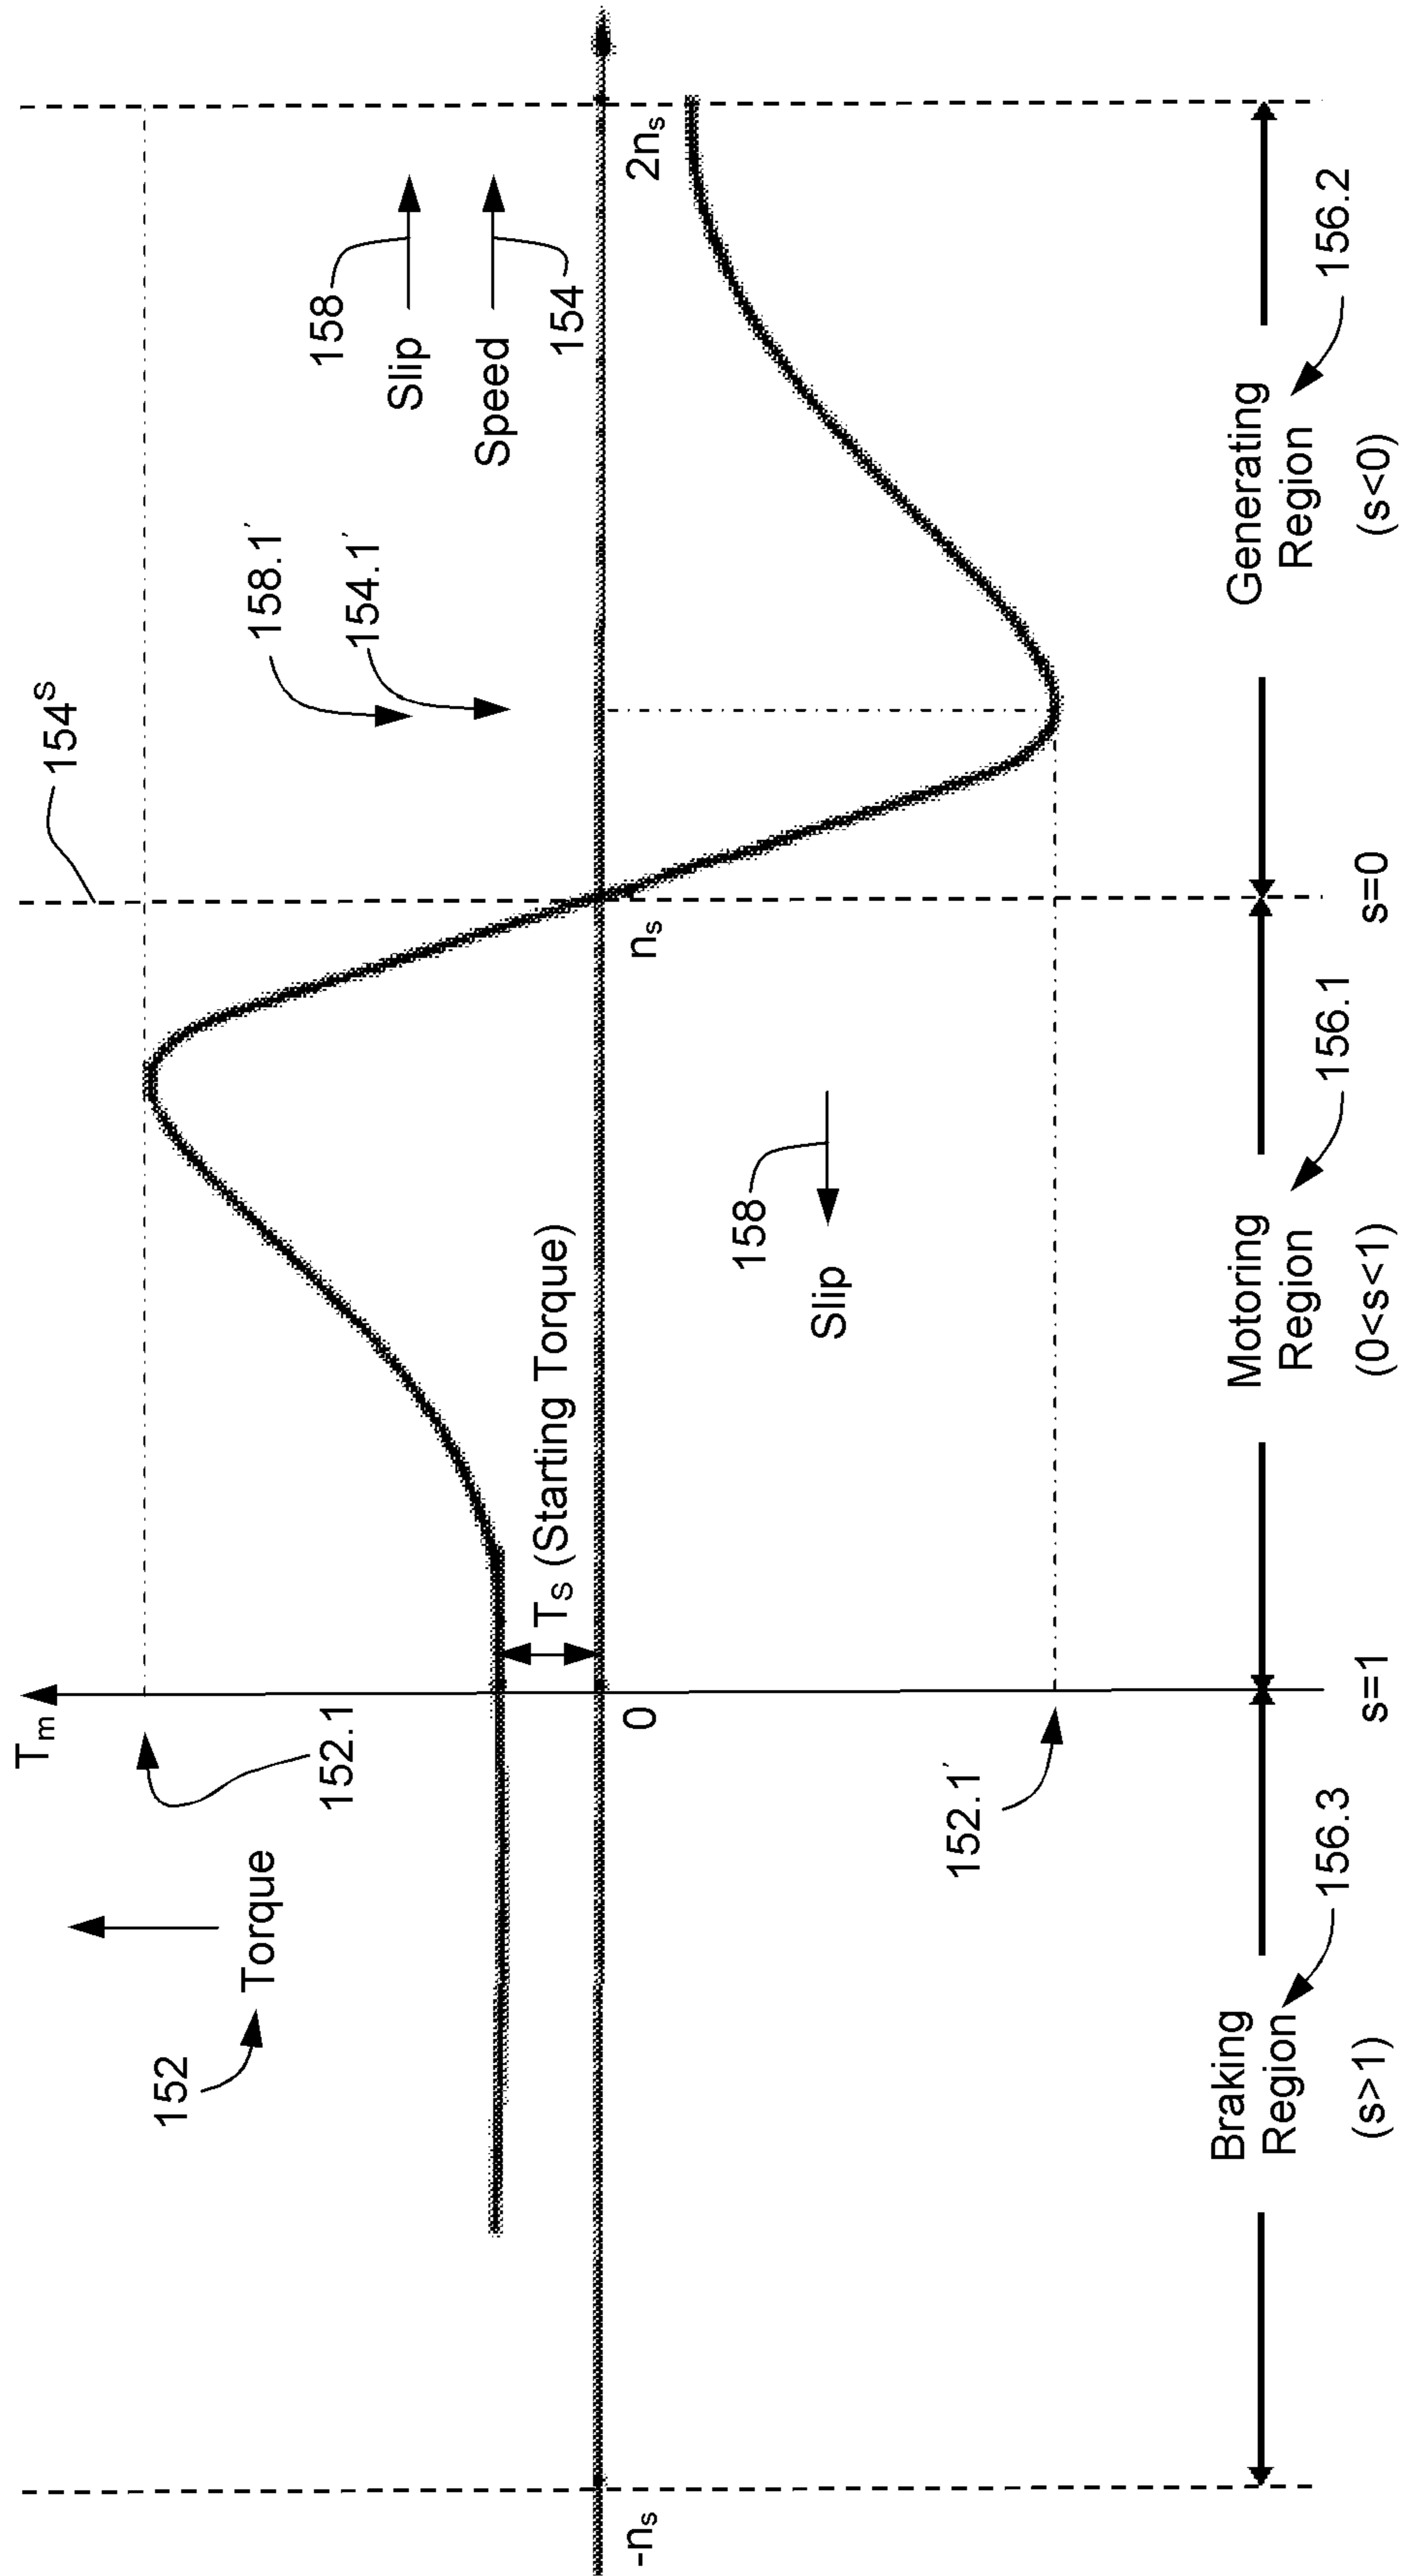 154ˢ
Tₘ
152.1
152
Torque
158.1′
154.1′
158
Slip
Speed
154
T_S (Starting Torque)
-nₛ
0
nₛ
2nₛ
158
Slip
152.1′
Braking
Region
156.3
(s>1)
s=1
Motoring
Region
156.1
(0<s<1)
s=0
Generating
Region
156.2
(s<0)